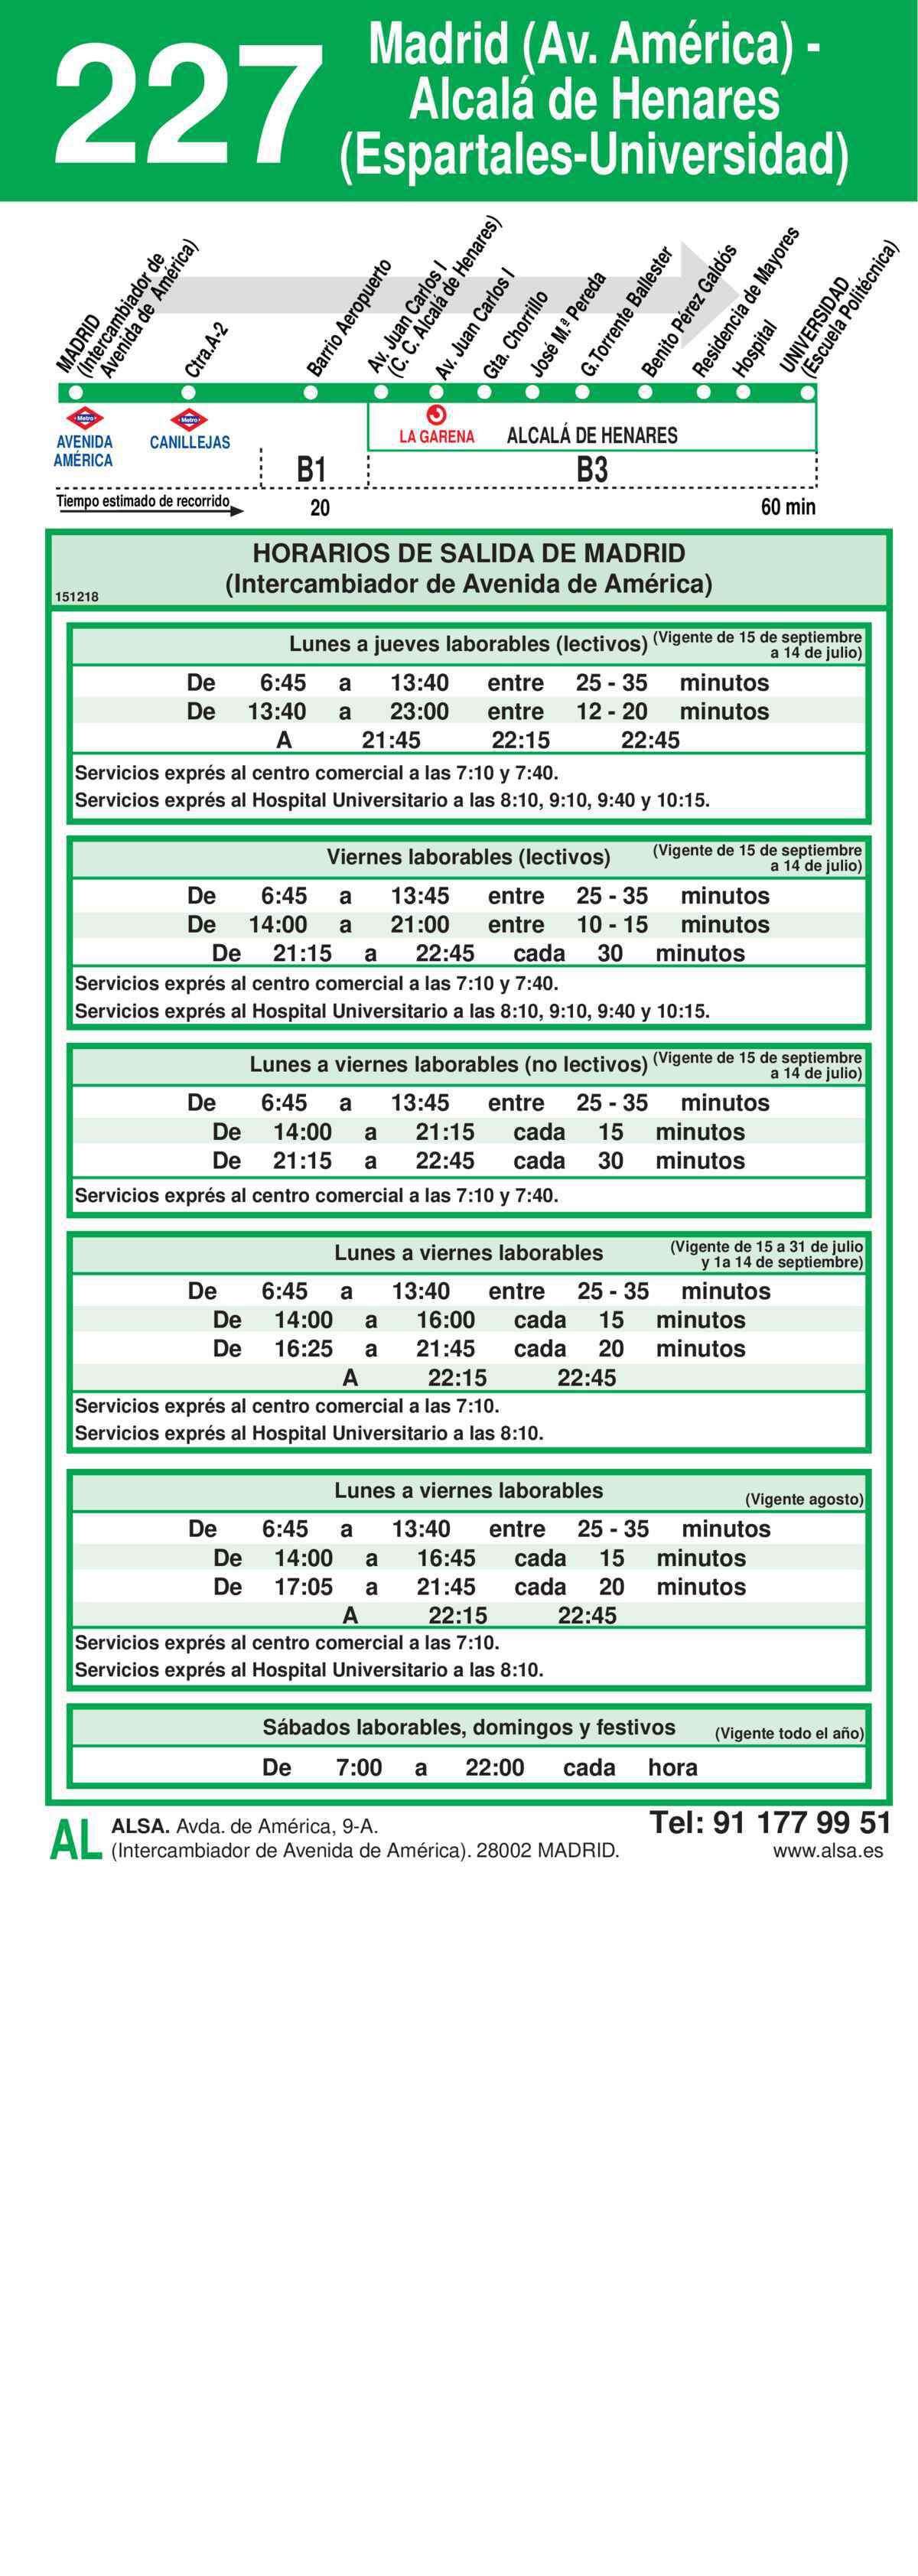 227
Madrid (Av. América) -
Alcalá de Henares
(Espartales-Universidad)
MADRID
(Intercambiador de
Avenida de América)
Ctra.A-2
Barrio Aeropuerto
Av. Juan Carlos I
(C. C. Alcalá de Henares)
Av. Juan Carlos I
Gta. Chorrillo
José M.ª Pereda
G.Torrente Ballester
Benito Pérez Galdós
Residencia de Mayores
Hospital
UNIVERSIDAD
(Escuela Politécnica)
Metro
Metro
AVENIDA
AMÉRICA
CANILLEJAS
LA GARENA
ALCALÁ DE HENARES
B1
B3
Tiempo estimado de recorrido
20
60 min
HORARIOS DE SALIDA DE MADRID
(Intercambiador de Avenida de América)
151218
Lunes a jueves laborables (lectivos) (Vigente de 15 de septiembre
a 14 de julio)
De 6:45 a 13:40 entre 25 - 35 minutos
De 13:40 a 23:00 entre 12 - 20 minutos
A 21:45 22:15 22:45
Servicios exprés al centro comercial a las 7:10 y 7:40.
Servicios exprés al Hospital Universitario a las 8:10, 9:10, 9:40 y 10:15.
Viernes laborables (lectivos) (Vigente de 15 de septiembre
a 14 de julio)
De 6:45 a 13:45 entre 25 - 35 minutos
De 14:00 a 21:00 entre 10 - 15 minutos
De 21:15 a 22:45 cada 30 minutos
Servicios exprés al centro comercial a las 7:10 y 7:40.
Servicios exprés al Hospital Universitario a las 8:10, 9:10, 9:40 y 10:15.
Lunes a viernes laborables (no lectivos) (Vigente de 15 de septiembre
a 14 de julio)
De 6:45 a 13:45 entre 25 - 35 minutos
De 14:00 a 21:15 cada 15 minutos
De 21:15 a 22:45 cada 30 minutos
Servicios exprés al centro comercial a las 7:10 y 7:40.
Lunes a viernes laborables (Vigente de 15 a 31 de julio
y 1a 14 de septiembre)
De 6:45 a 13:40 entre 25 - 35 minutos
De 14:00 a 16:00 cada 15 minutos
De 16:25 a 21:45 cada 20 minutos
A 22:15 22:45
Servicios exprés al centro comercial a las 7:10.
Servicios exprés al Hospital Universitario a las 8:10.
Lunes a viernes laborables (Vigente agosto)
De 6:45 a 13:40 entre 25 - 35 minutos
De 14:00 a 16:45 cada 15 minutos
De 17:05 a 21:45 cada 20 minutos
A 22:15 22:45
Servicios exprés al centro comercial a las 7:10.
Servicios exprés al Hospital Universitario a las 8:10.
Sábados laborables, domingos y festivos (Vigente todo el año)
De 7:00 a 22:00 cada hora
AL
ALSA. Avda. de América, 9-A.
(Intercambiador de Avenida de América). 28002 MADRID.
Tel: 91 177 99 51
www.alsa.es